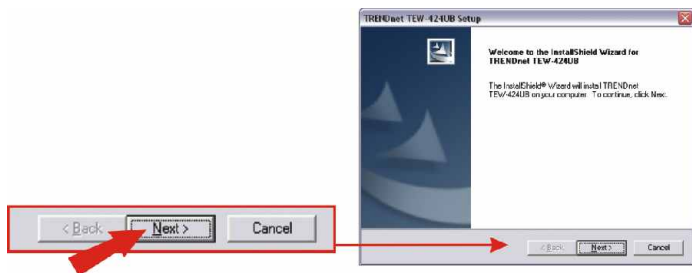 TRENDnet TEW-424UB Setup
Welcome to the InstallShield Wizard for
TRENDnet TEW-424UB
The InstallShield® Wizard will install TRENDnet
TEW-424UB on your computer. To continue, click Next.
< Back Next > Cancel
< Back Next > Cancel